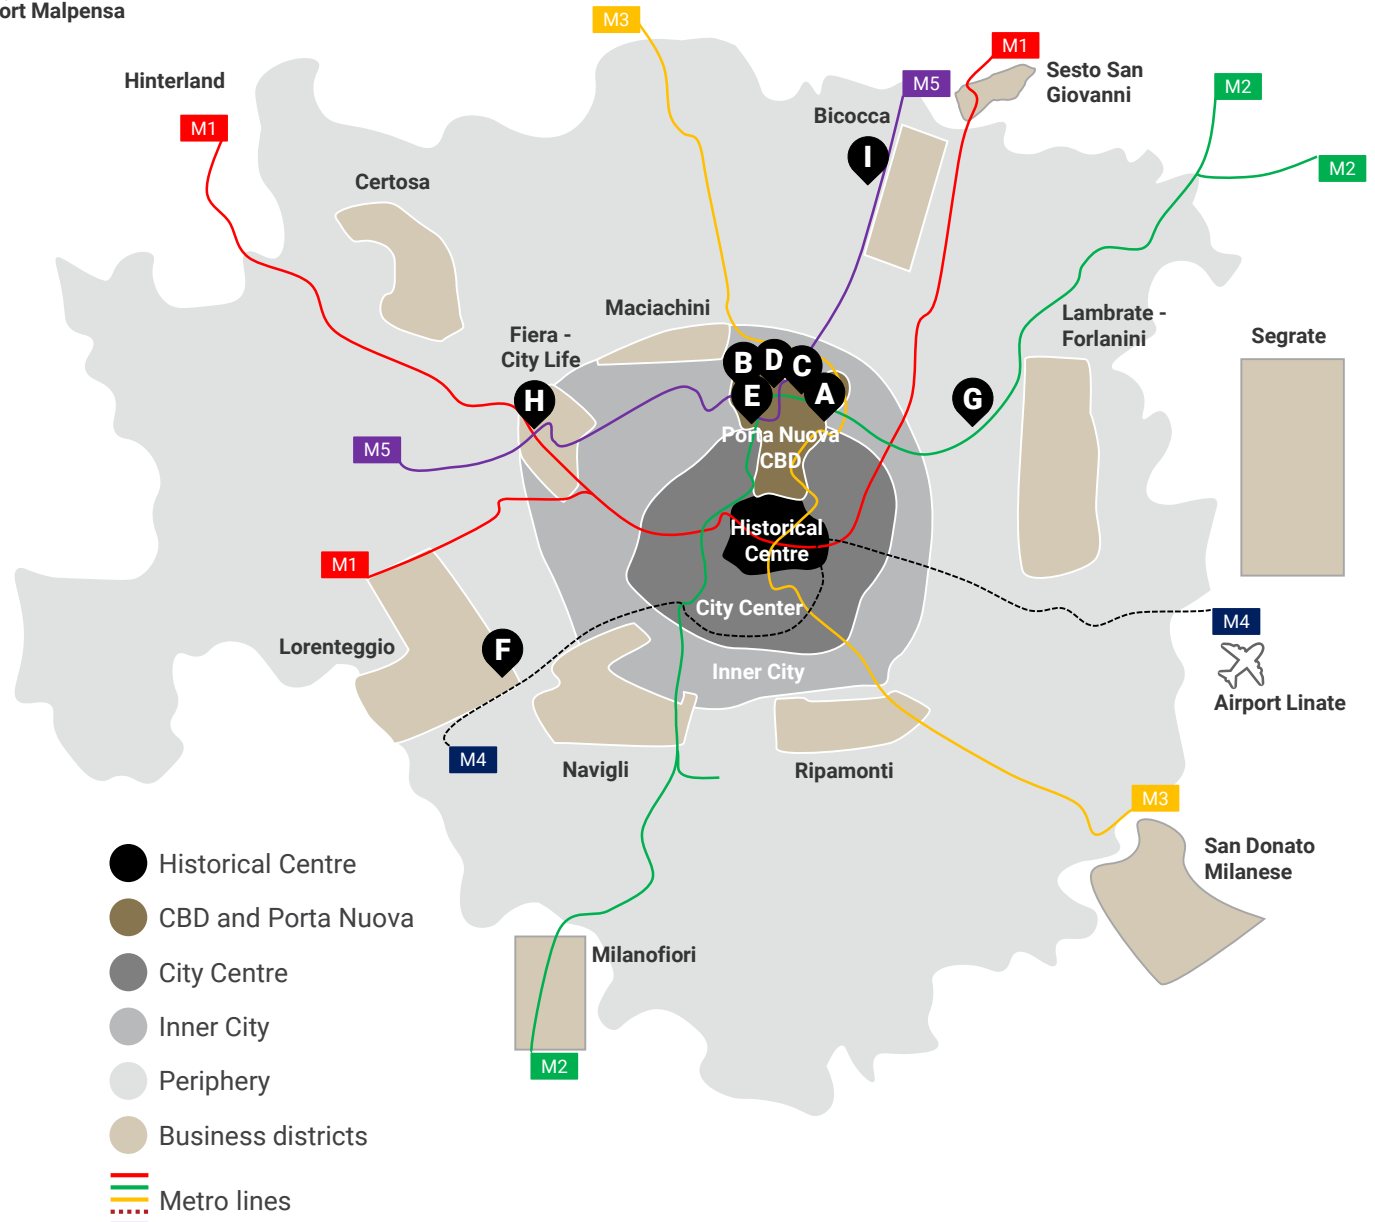 ort Malpensa
M3
M1
Sesto San
Giovanni
Hinterland
M5
M2
Bicocca
M1
I
M2
Certosa
Maciachini
Lambrate -
Forlanini
Fiera -
City Life
Segrate
B
D
C
E
A
H
G
Porta Nuova
CBD
M5
Historical
Centre
M1
City Center
M4
Lorenteggio
F
Inner City
Airport Linate
M4
Navigli
Ripamonti
M3
San Donato
Milanese
Historical Centre
CBD and Porta Nova
City Centre
Milanofiori
Inner City
M2
Periphery
Business districts
Metro lines